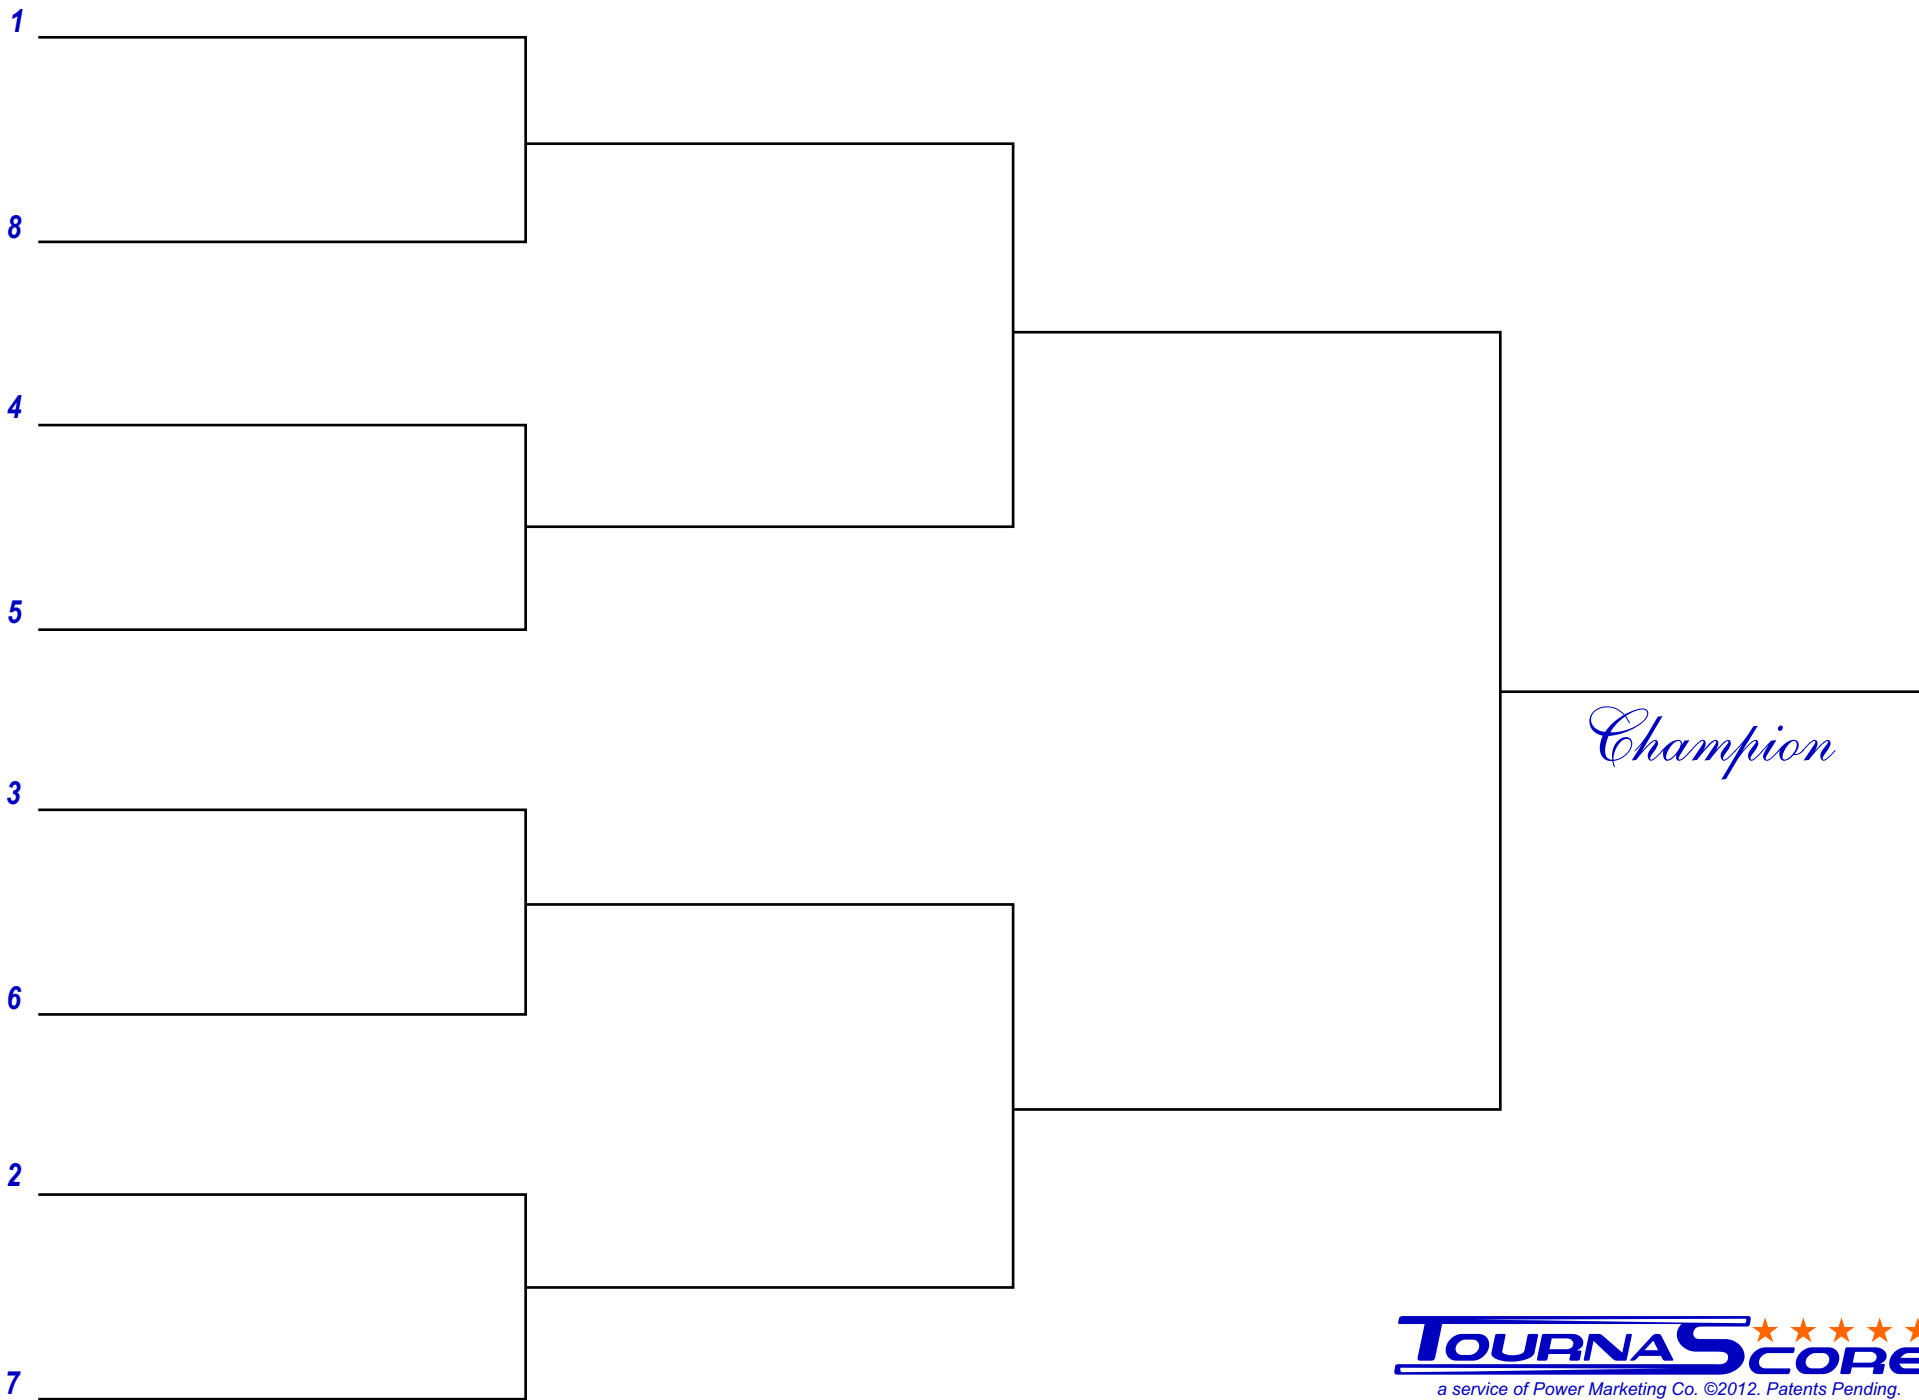 1
8
4
5
Champion
3
6
2
7
TOURNASCORE
a service of Power Marketing Co. ©2012. Patents Pending.